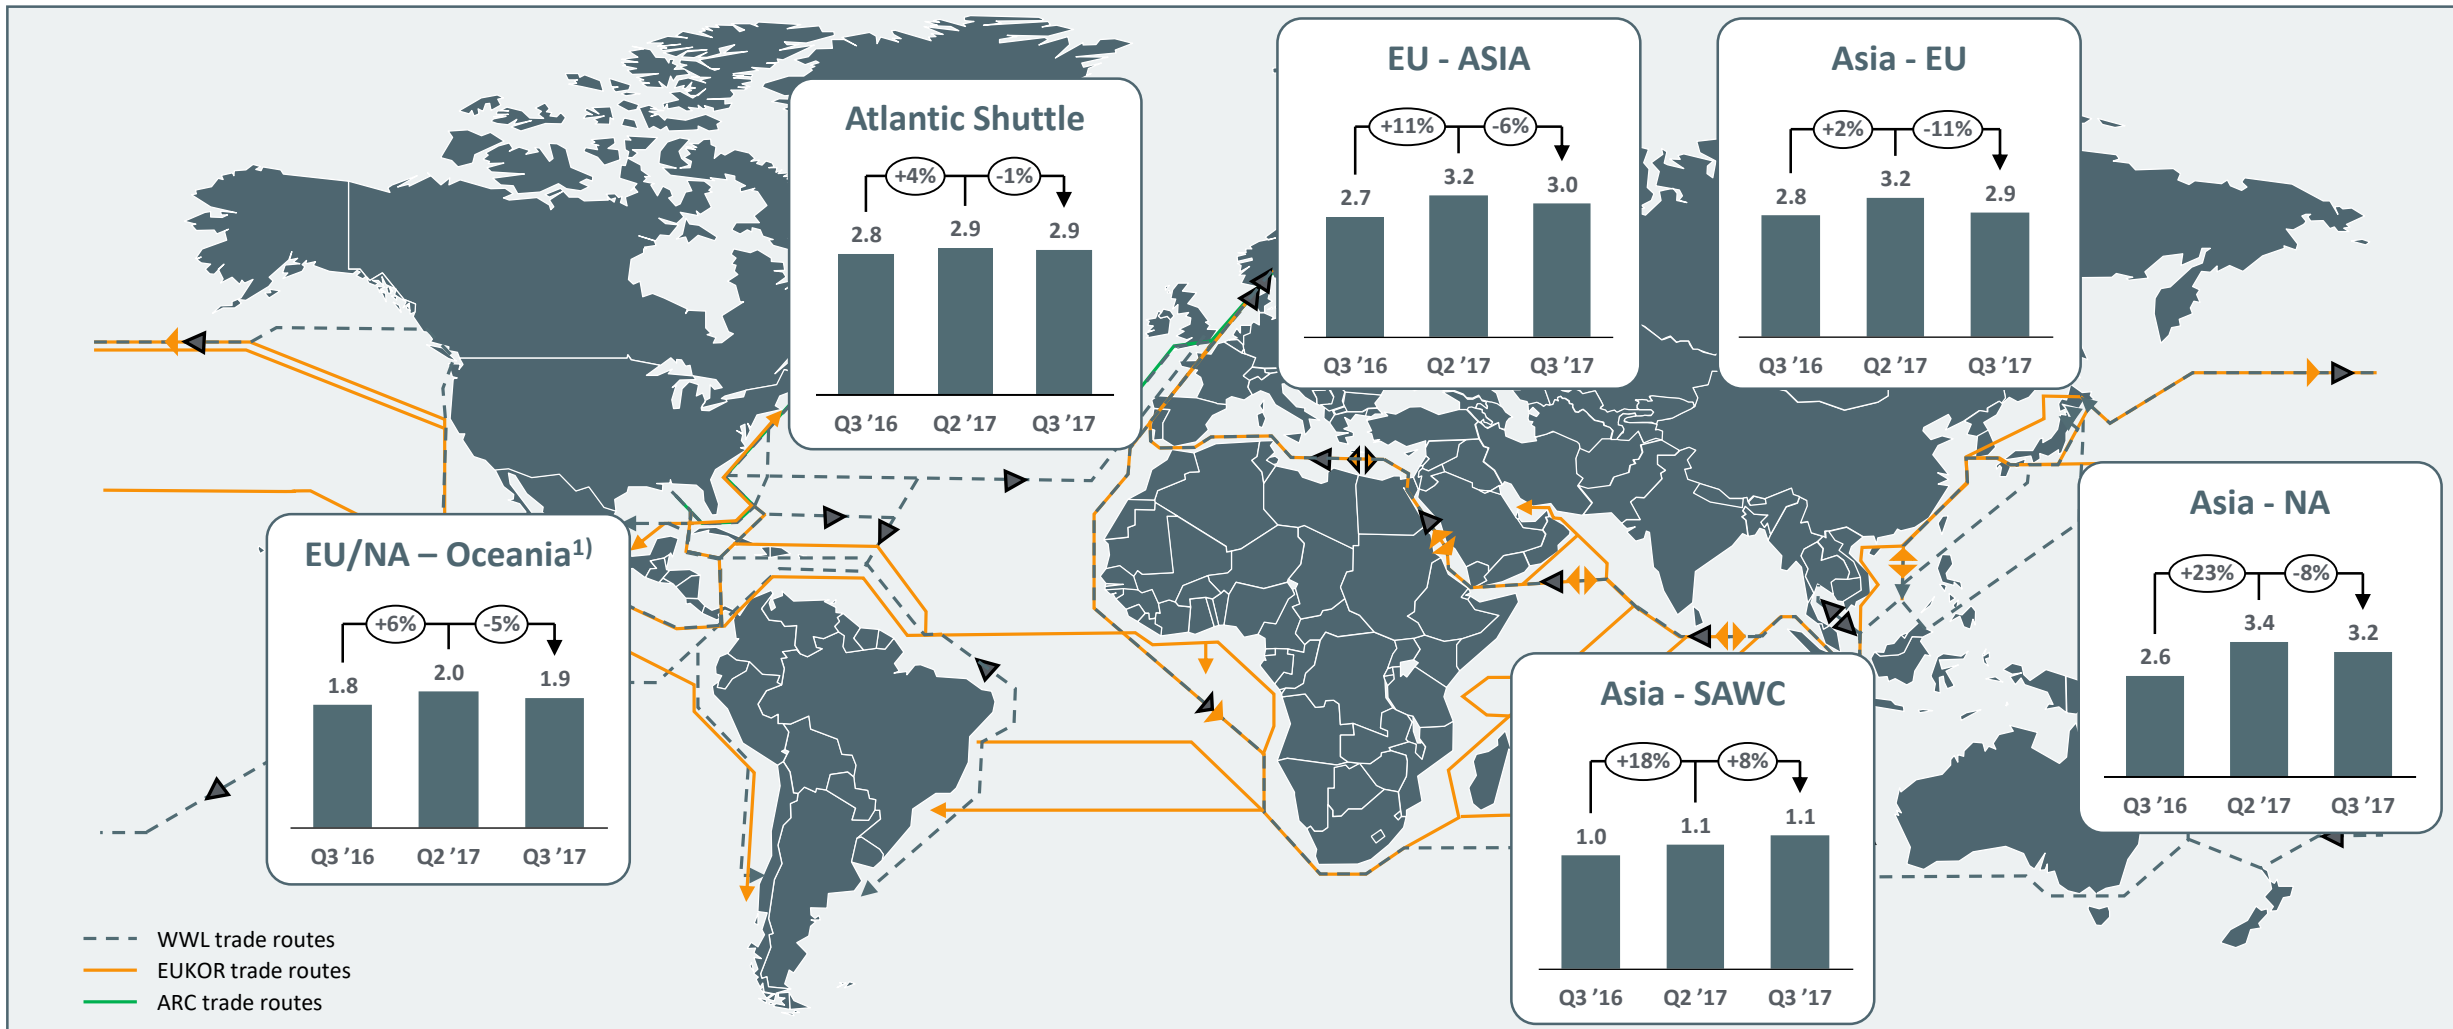 Atlantic Shuttle
+4% -1%
2.8 2.9 2.9
Q3 ’16 Q2 ’17 Q3 ’17
EU - ASIA
+11% -6%
2.7 3.2 3.0
Q3 ’16 Q2 ’17 Q3 ’17
Asia - EU
+2% -11%
2.8 3.2 2.9
Q3 ’16 Q2 ’17 Q3 ’17
EU/NA – Oceania¹⁾
+6% -5%
1.8 2.0 1.9
Q3 ’16 Q2 ’17 Q3 ’17
Asia - SAWC
+18% +8%
1.0 1.1 1.1
Q3 ’16 Q2 ’17 Q3 ’17
Asia - NA
+23% -8%
2.6 3.4 3.2
Q3 ’16 Q2 ’17 Q3 ’17
WWL trade routes
EUKOR trade routes
ARC trade routes